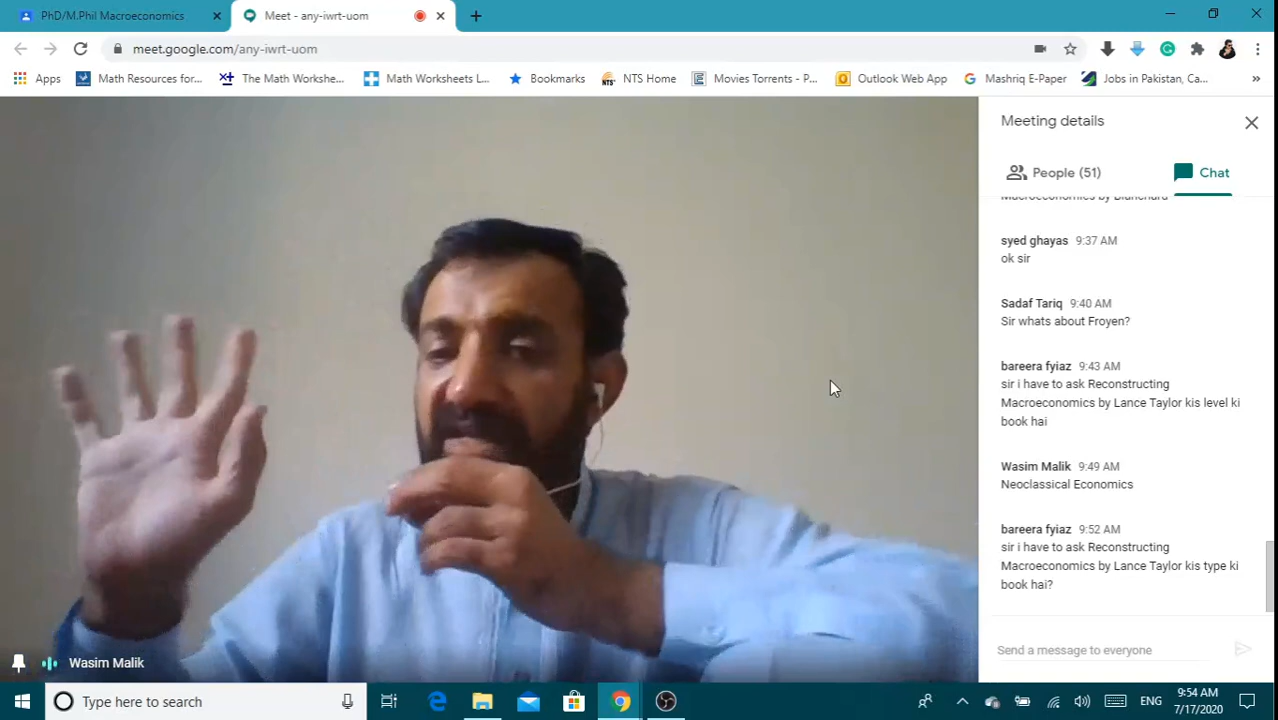 PhD/M.Phil Macroeconomics
Meet - any-iwrt-uom
meet.google.com/any-iwrt-uom
Apps
Math Resources for...
The Math Workshe...
Math Worksheets L...
Bookmarks
NTS Home
Movies Torrents - P...
Outlook Web App
Mashriq E-Paper
Jobs in Pakistan, Ca...
Meeting details
People (51)
Chat
Macroeconomics by Blanchard
syed ghayas 9:37 AM
ok sir
Sadaf Tariq 9:40 AM
Sir whats about Froyen?
bareera fyiaz 9:43 AM
sir i have to ask Reconstructing
Macroeconomics by Lance Taylor kis level ki
book hai
Wasim Malik 9:49 AM
Neoclassical Economics
bareera fyiaz 9:52 AM
sir i have to ask Reconstructing
Macroeconomics by Lance Taylor kis type ki
book hai?
Send a message to everyone
Wasim Malik
Type here to search
ENG
9:54 AM
7/17/2020